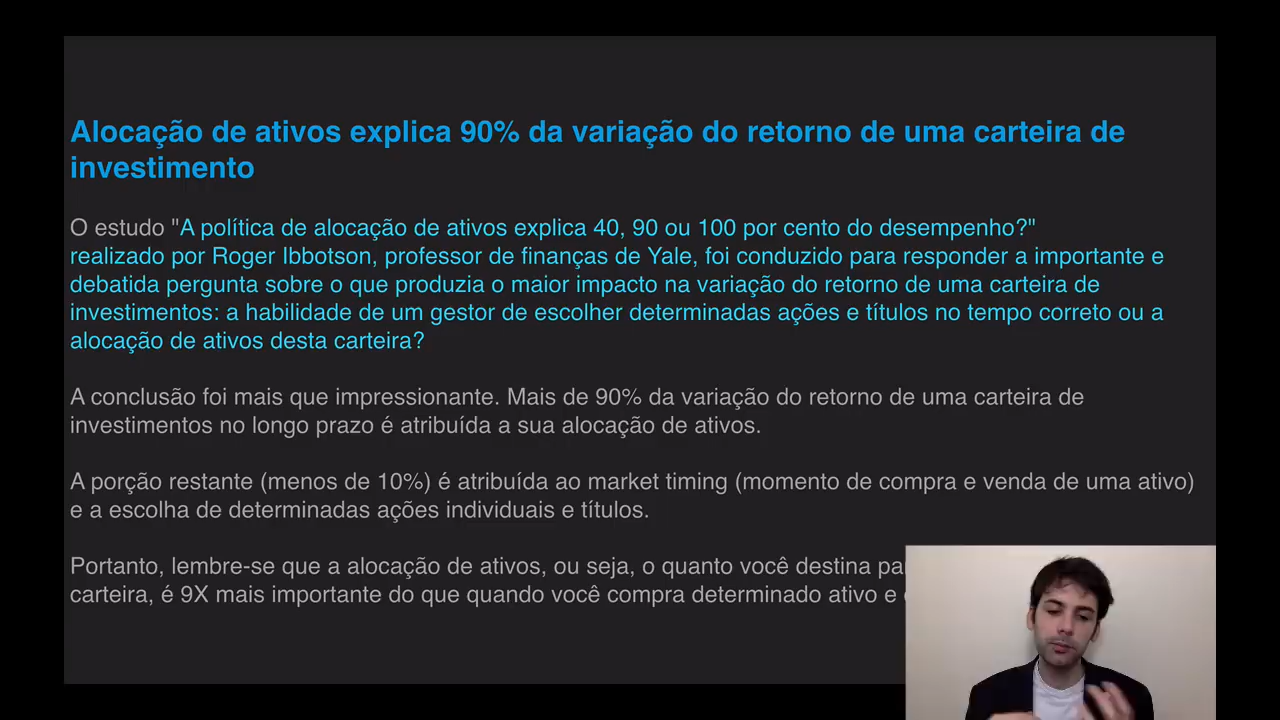 Alocação de ativos explica 90% da variação do retorno de uma carteira de
investimento
O estudo "A política de alocação de ativos explica 40, 90 ou 100 por cento do desempenho?"
realizado por Roger Ibbotson, professor de finanças de Yale, foi conduzido para responder a importante e
debatida pergunta sobre o que produzia o maior impacto na variação do retorno de uma carteira de
investimentos: a habilidade de um gestor de escolher determinadas ações e títulos no tempo correto ou a
alocação de ativos desta carteira?
A conclusão foi mais que impressionante. Mais de 90% da variação do retorno de uma carteira de
investimentos no longo prazo é atribuída a sua alocação de ativos.
A porção restante (menos de 10%) é atribuída ao market timing (momento de compra e venda de uma ativo)
e a escolha de determinadas ações individuais e títulos.
Portanto, lembre-se que a alocação de ativos, ou seja, o quanto você destina
carteira, é 9X mais importante do que quando você compra determinado ativo e